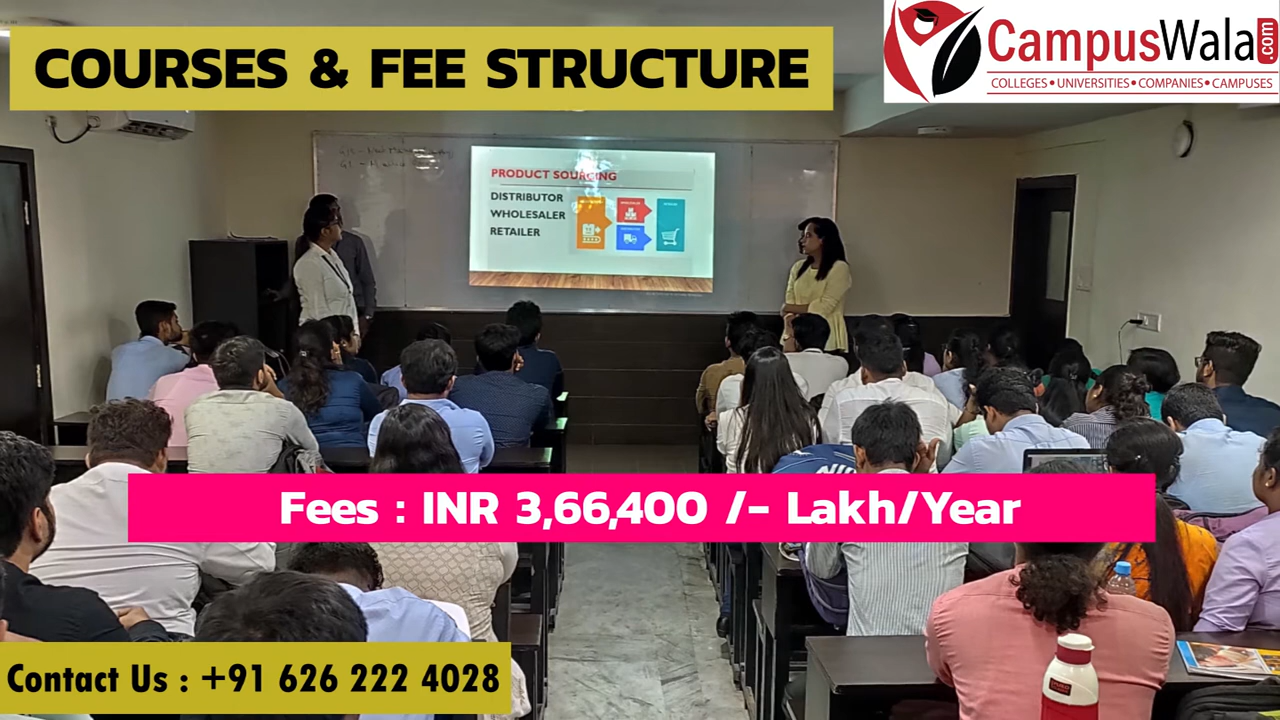 COURSES & FEE STRUCTURE
CampusWala.com
COLLEGES • UNIVERSITIES • COMPANIES • CAMPUSES
PRODUCT SOURCING
DISTRIBUTOR
WHOLESALER
RETAILER
Fees : INR 3,66,400 /- Lakh/Year
Contact Us : +91 626 222 4028